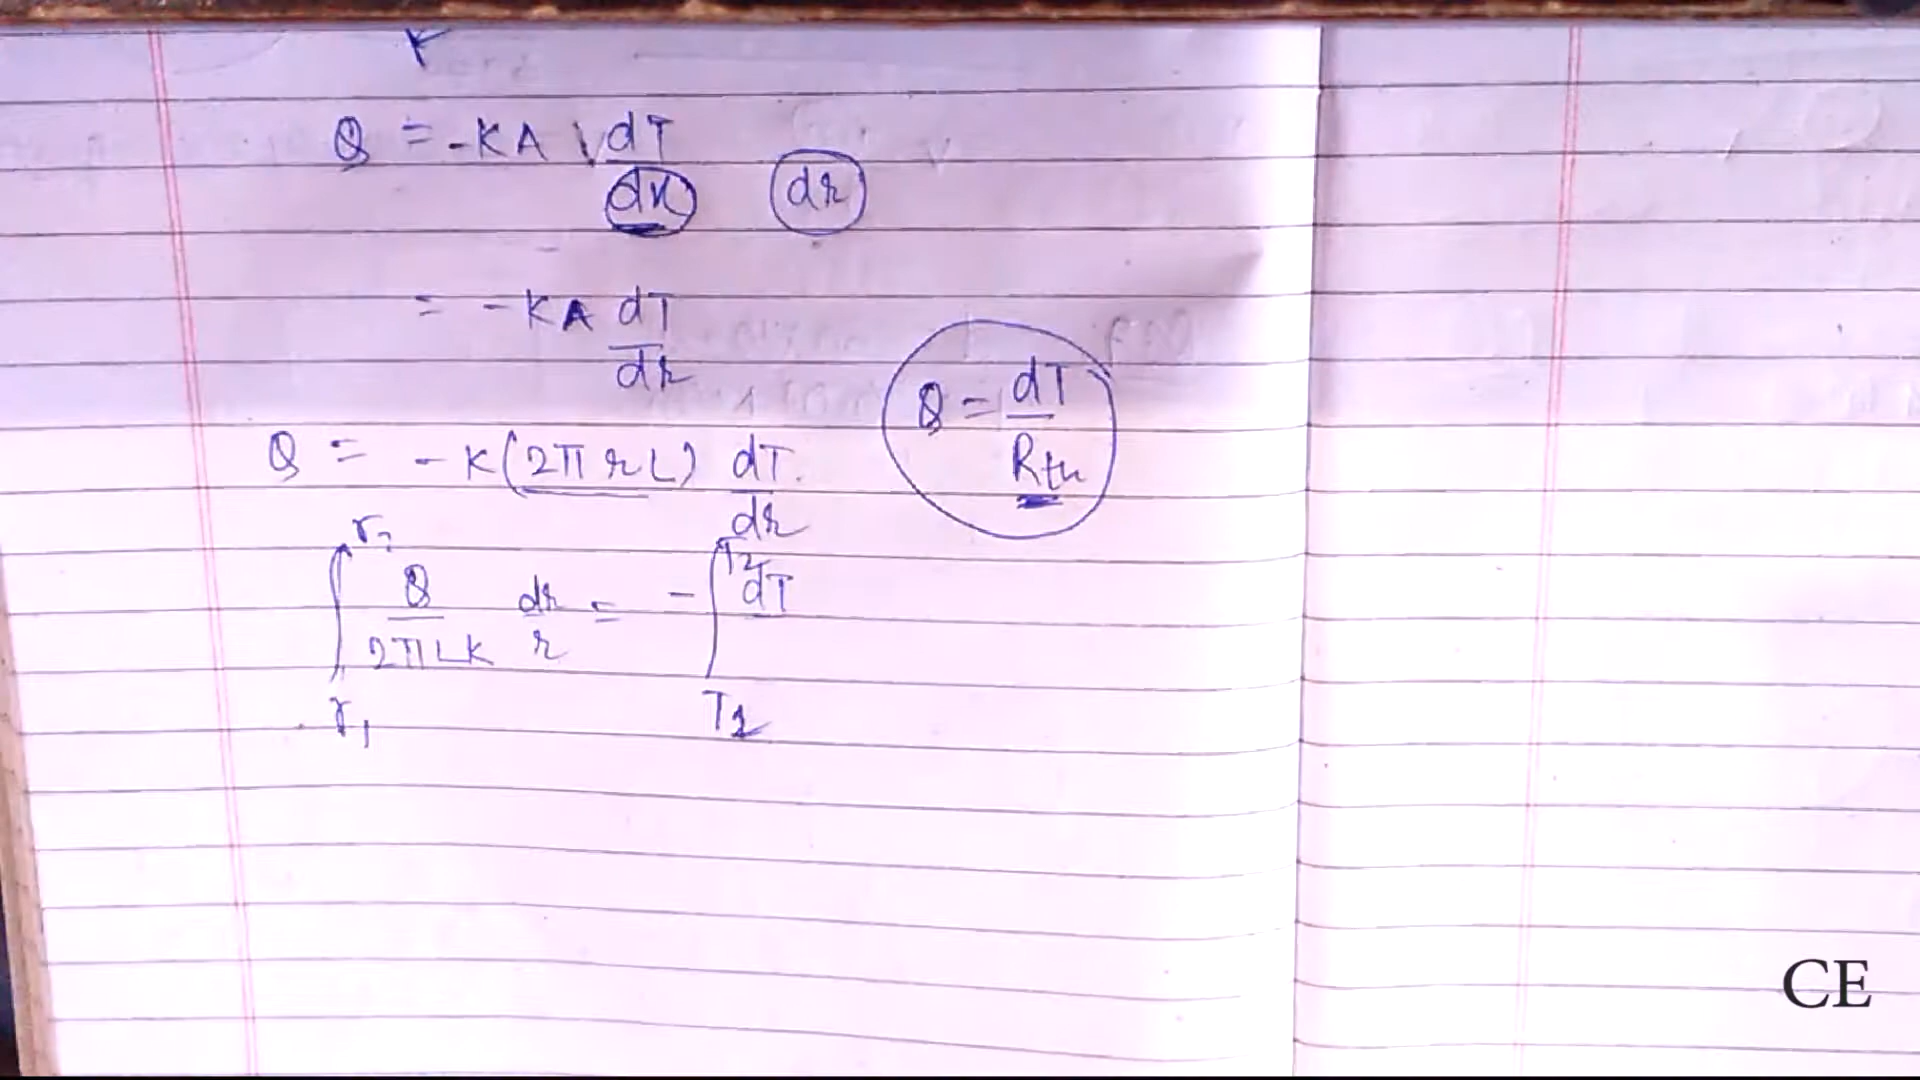 r
Q = -KA dT
dx dr
= -KA dT
dr
Q = dT
Rth
Q = -K(2πrL) dT
dr
r2 T2
Q dr = - dT
2πLK r
r1 T1
CE